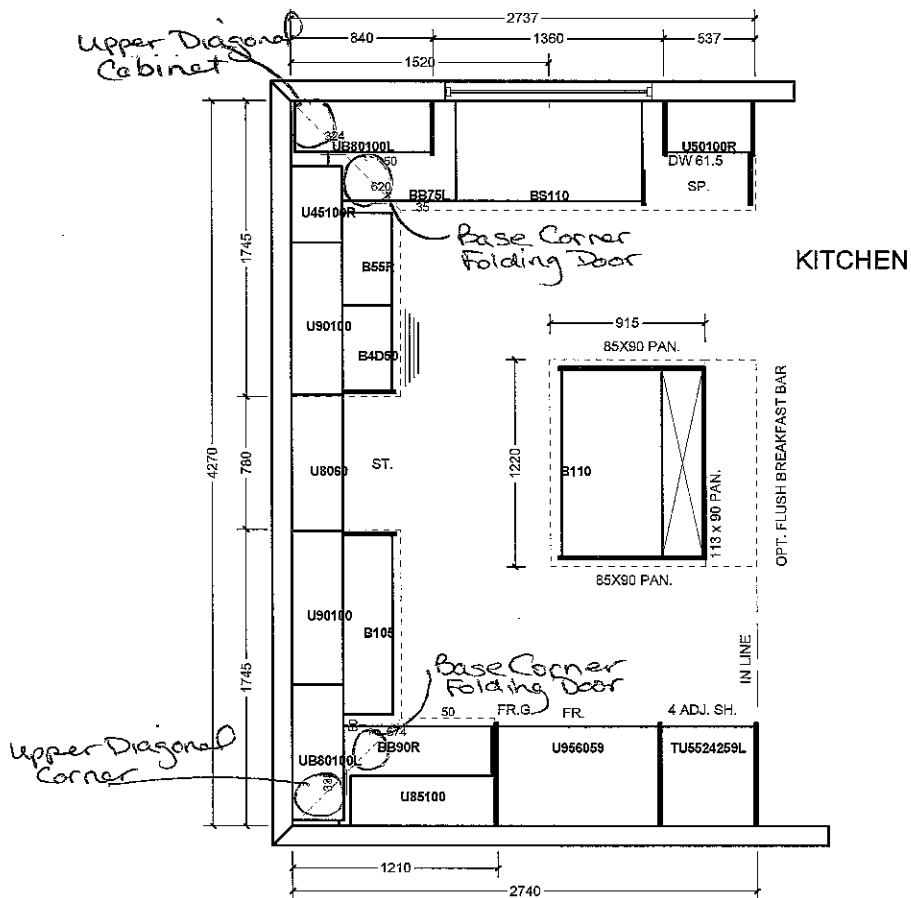 2737
840
1360
537
1520
Upper Diagonal
Cabinet
324
UB80100L
50
U50100R
DW 61.5
SP.
620
BB75L
BS110
35
U45100R
Base Corner
Folding Door
KITCHEN
1745
B55R
U90100
915
85X90 PAN.
B4D50
4270
780
U8060
ST.
1220
B110
113 x 90 PAN.
OPT. FLUSH BREAKFAST BAR
85X90 PAN.
U90100
B105
1745
Base Corner
Folding Door
IN LINE
50
FR.G.
FR.
4 ADJ. SH.
674
Upper Diagonal
Corner
UB80100L
BB90R
U956059
TU5524259L
U85100
1210
2740